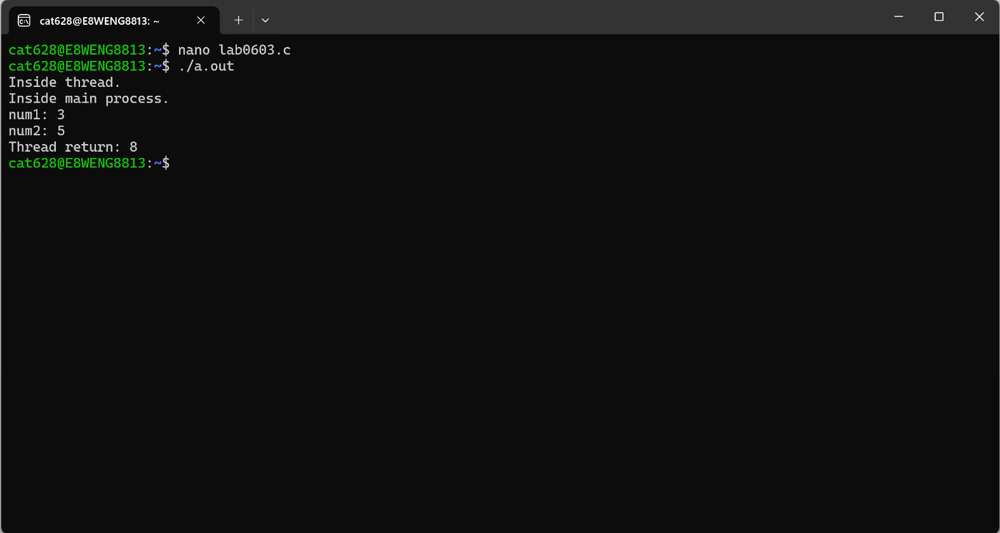 cat628@E8WENG8813: ~
cat628@E8WENG8813:~$ nano lab0603.c
cat628@E8WENG8813:~$ ./a.out
Inside thread.
Inside main process.
num1: 3
num2: 5
Thread return: 8
cat628@E8WENG8813:~$